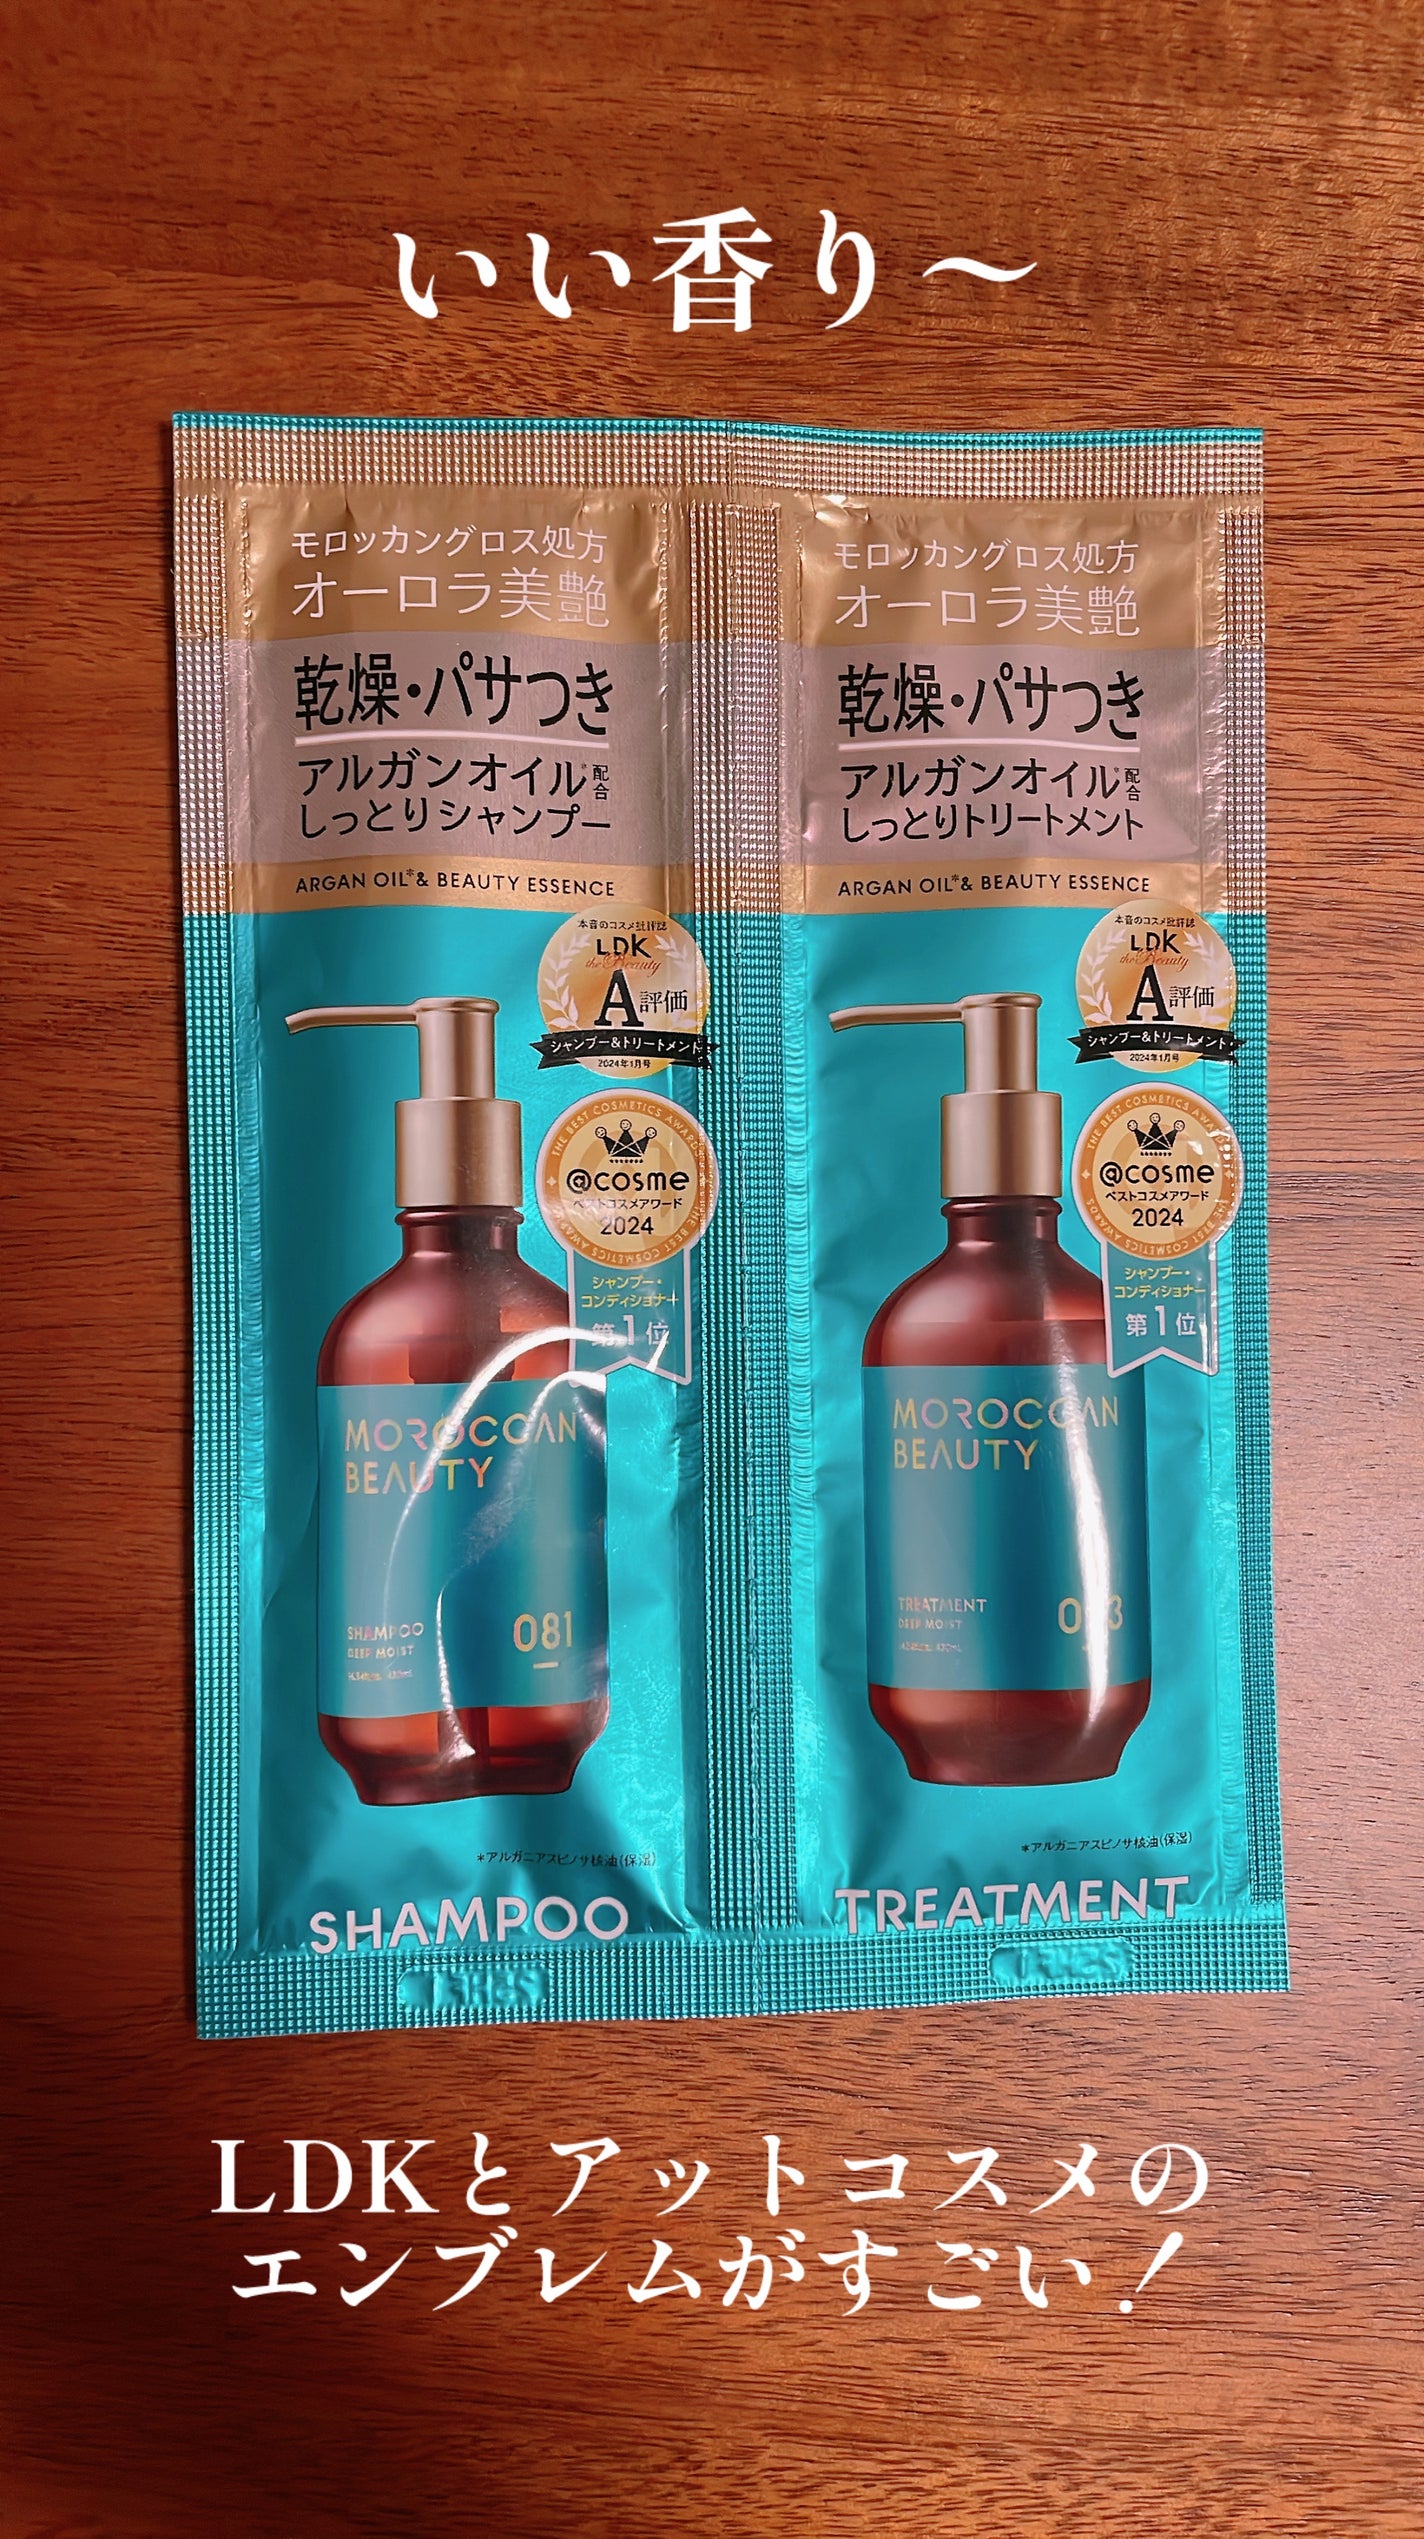 いい香り〜
モロッカングロス処方
オーロラ美艶
乾燥・パサつき
アルガンオイル*配合
しっとりシャンプー
ARGAN OIL*& BEAUTY ESSENCE
本音のコスメ批評誌
LDK
the Beauty
A評価
シャンプー&トリートメント
2024年1月号
THE BEST COSMETICS AWARDS
@cosme
ベストコスメアワード
2024
シャンプー・
コンディショナー
第1位
MOROCCAN
BEAUTY
SHAMPOO
DEEP MOIST
081
*アルガニアスピノサ核油(保湿)
SHAMPOO
モロッカングロス処方
オーロラ美艶
乾燥・パサつき
アルガンオイル*配合
しっとりトリートメント
ARGAN OIL*& BEAUTY ESSENCE
本音のコスメ批評誌
LDK
the Beauty
A評価
シャンプー&トリートメント
2024年1月号
THE BEST COSMETICS AWARDS
@cosme
ベストコスメアワード
2024
シャンプー・
コンディショナー
第1位
MOROCCAN
BEAUTY
TREATMENT
DEEP MOIST
*アルガニアスピノサ核油(保湿)
TREATMENT
LDKとアットコスメの
エンブレムがすごい！